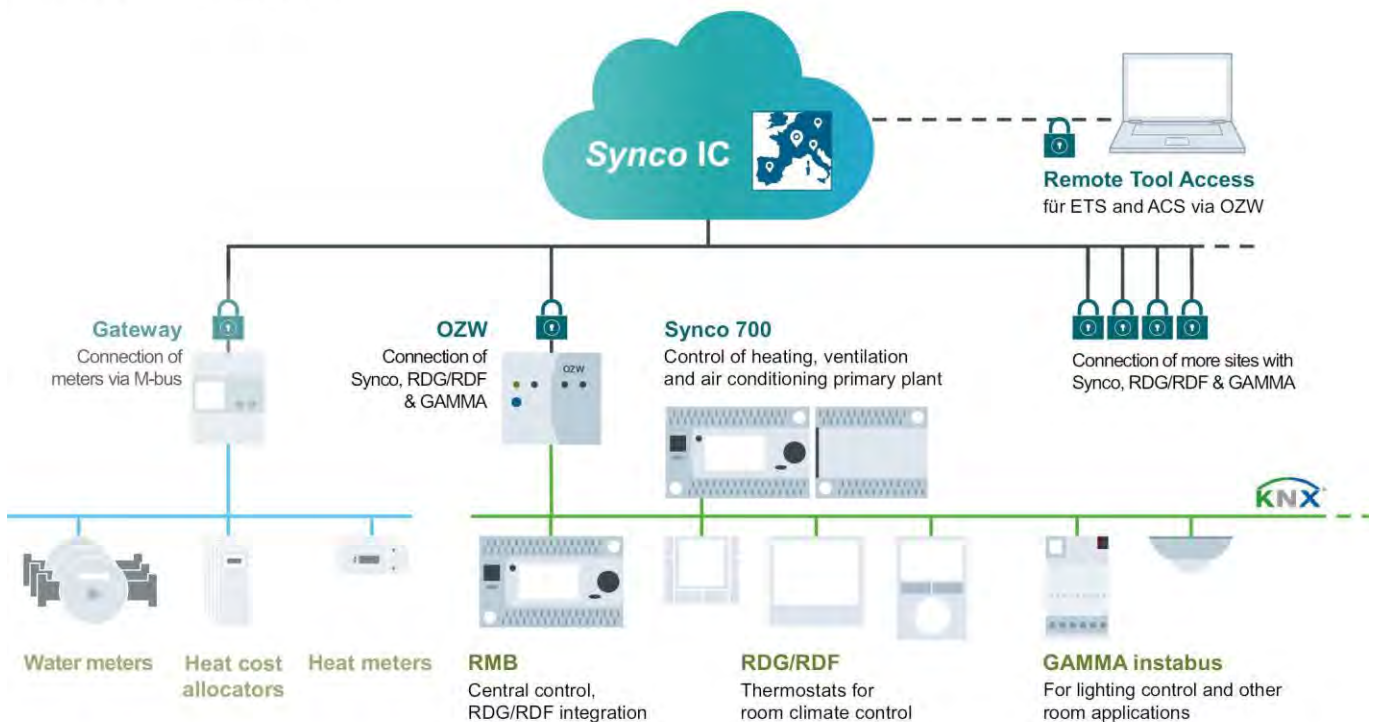 Synco IC
Remote Tool Access
für ETS and ACS via OZW
Gateway
Connection of
meters via M-bus
OZW
Connection of
Synco, RDG/RDF
& GAMMA
OZW
Synco 700
Control of heating, ventilation
and air conditioning primary plant
Connection of more sites with
Synco, RDG/RDF & GAMMA
KNX
Water meters
Heat cost
allocators
Heat meters
RMB
Central control,
RDG/RDF integration
RDG/RDF
Thermostats for
room climate control
GAMMA instabus
For lighting control and other
room applications